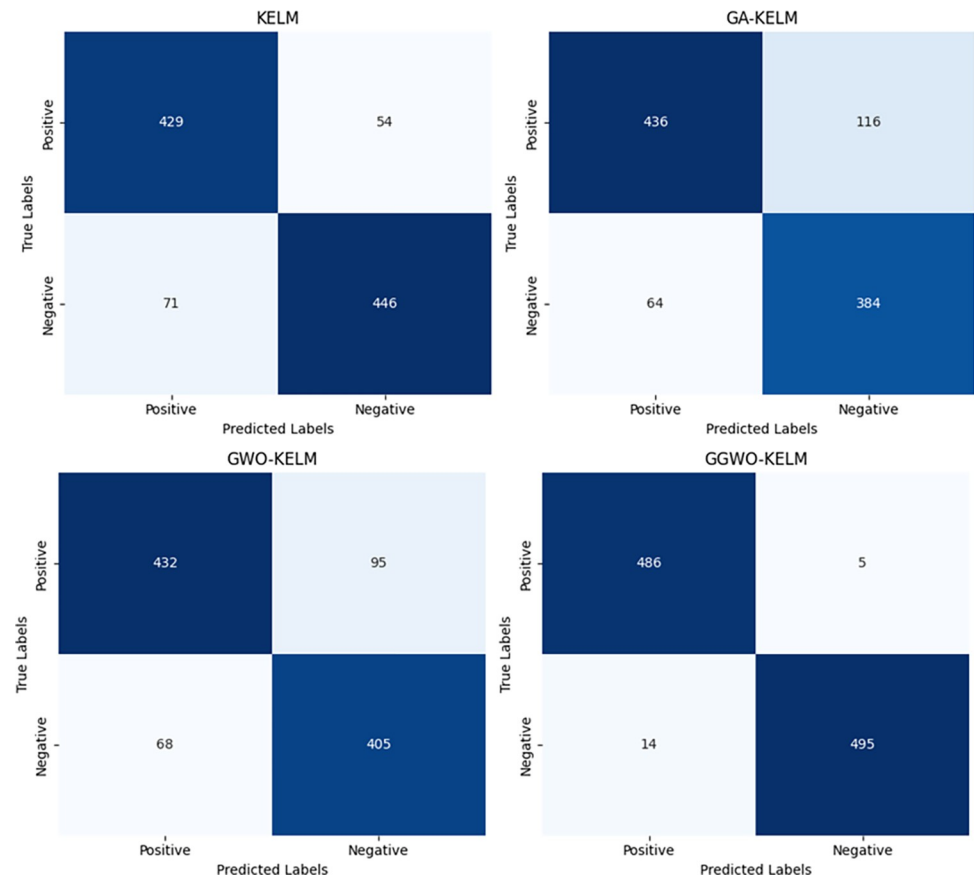 KELM
Positive
429
54
True Labels
Negative
71
446
Positive
Negative
Predicted Labels
GA-KELM
Positive
436
116
True Labels
Negative
64
384
Positive
Negative
Predicted Labels
GWO-KELM
Positive
432
95
True Labels
Negative
68
405
Positive
Negative
Predicted Labels
GGWO-KELM
Positive
486
5
True Labels
Negative
14
495
Positive
Negative
Predicted Labels